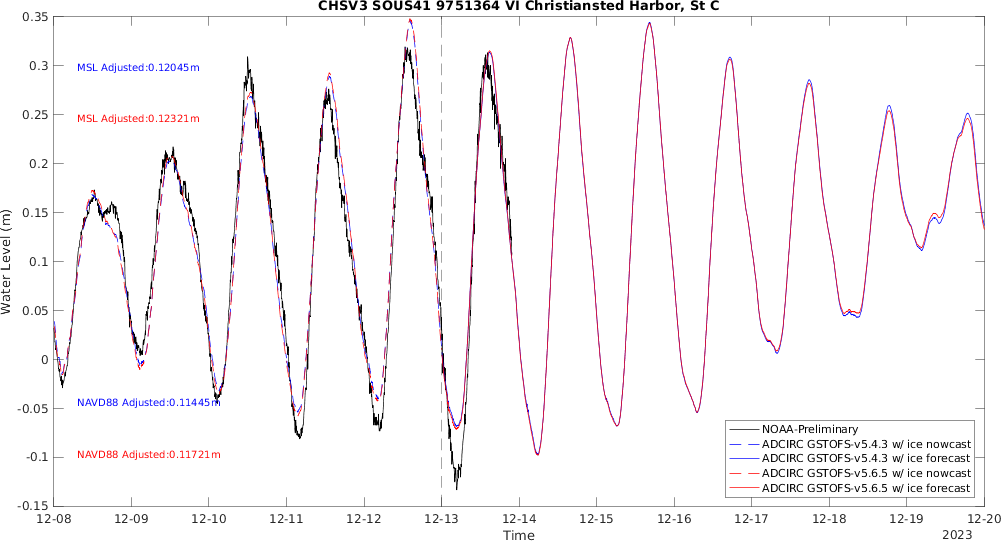 CHSV3 SOUS41 9751364 VI Christiansted Harbor, St C
0.35
0.3
0.25
0.2
0.15
0.1
0.05
0
-0.05
-0.1
-0.15
Water Level (m)
MSL Adjusted:0.12045m
MSL Adjusted:0.12321m
NAVD88 Adjusted:0.11445m
NAVD88 Adjusted:0.11721m
NOAA-Preliminary
ADCIRC GSTOFS-v5.4.3 w/ ice nowcast
ADCIRC GSTOFS-v5.4.3 w/ ice forecast
ADCIRC GSTOFS-v5.6.5 w/ ice nowcast
ADCIRC GSTOFS-v5.6.5 w/ ice forecast
12-08 12-09 12-10 12-11 12-12 12-13 12-14 12-15 12-16 12-17 12-18 12-19 12-20
Time
2023